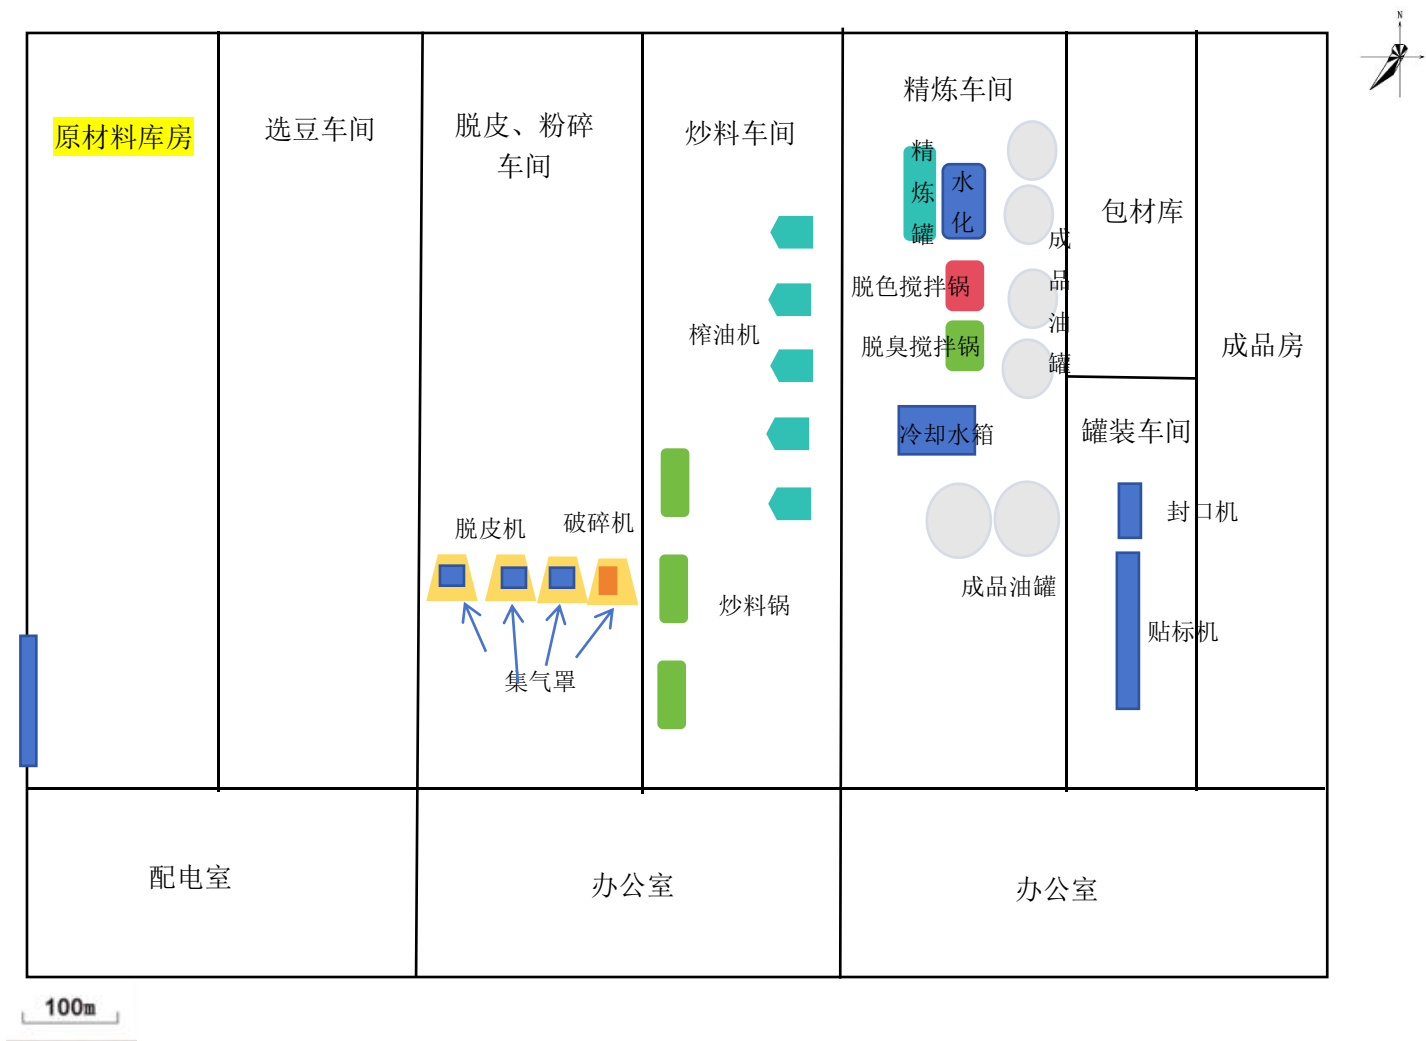 N
原材料库房
选豆车间
脱皮、粉碎
车间
炒料车间
精炼车间
精炼罐
水化
成品油罐
包材库
脱色搅拌锅
榨油机
脱臭搅拌锅
成品房
冷却水箱
罐装车间
脱皮机
破碎机
封口机
成品油罐
炒料锅
贴标机
集气罩
配电室
办公室
办公室
100m